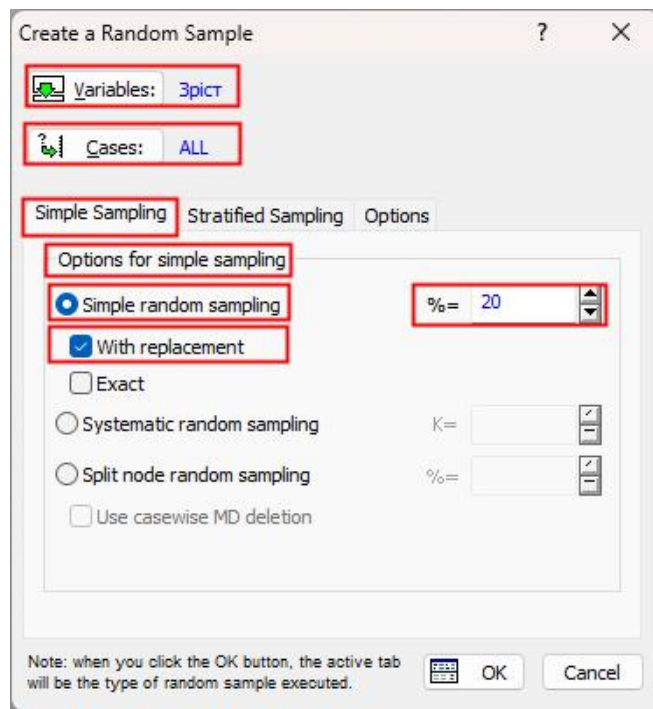 Create a Random Sample ? ×
Variables: Зріст
Cases: ALL
Simple Sampling Stratified Sampling Options
Options for simple sampling
Simple random sampling %= 20
With replacement
Exact
Systematic random sampling K=
Split node random sampling %=
Use casewise MD deletion
Note: when you click the OK button, the active tab
will be the type of random sample executed.
OK Cancel